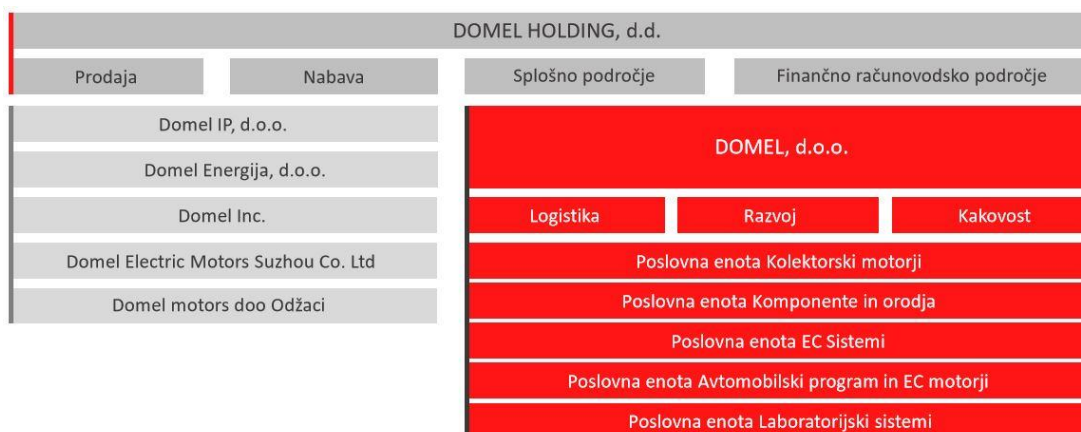 DOMEL HOLDING, d.d.
Prodaja
Nabava
Splošno področje
Finančno računovodsko področje
Domel IP, d.o.o.
Domel Energija, d.o.o.
Domel Inc.
Domel Electric Motors Suzhou Co. Ltd
Domel motors doo Odžaci
DOMEL, d.o.o.
Logistika
Razvoj
Kakovost
Poslovna enota Kolektorski motorji
Poslovna enota Komponente in orodja
Poslovna enota EC Sistemi
Poslovna enota Avtomobilski program in EC motorji
Poslovna enota Laboratorijski sistemi